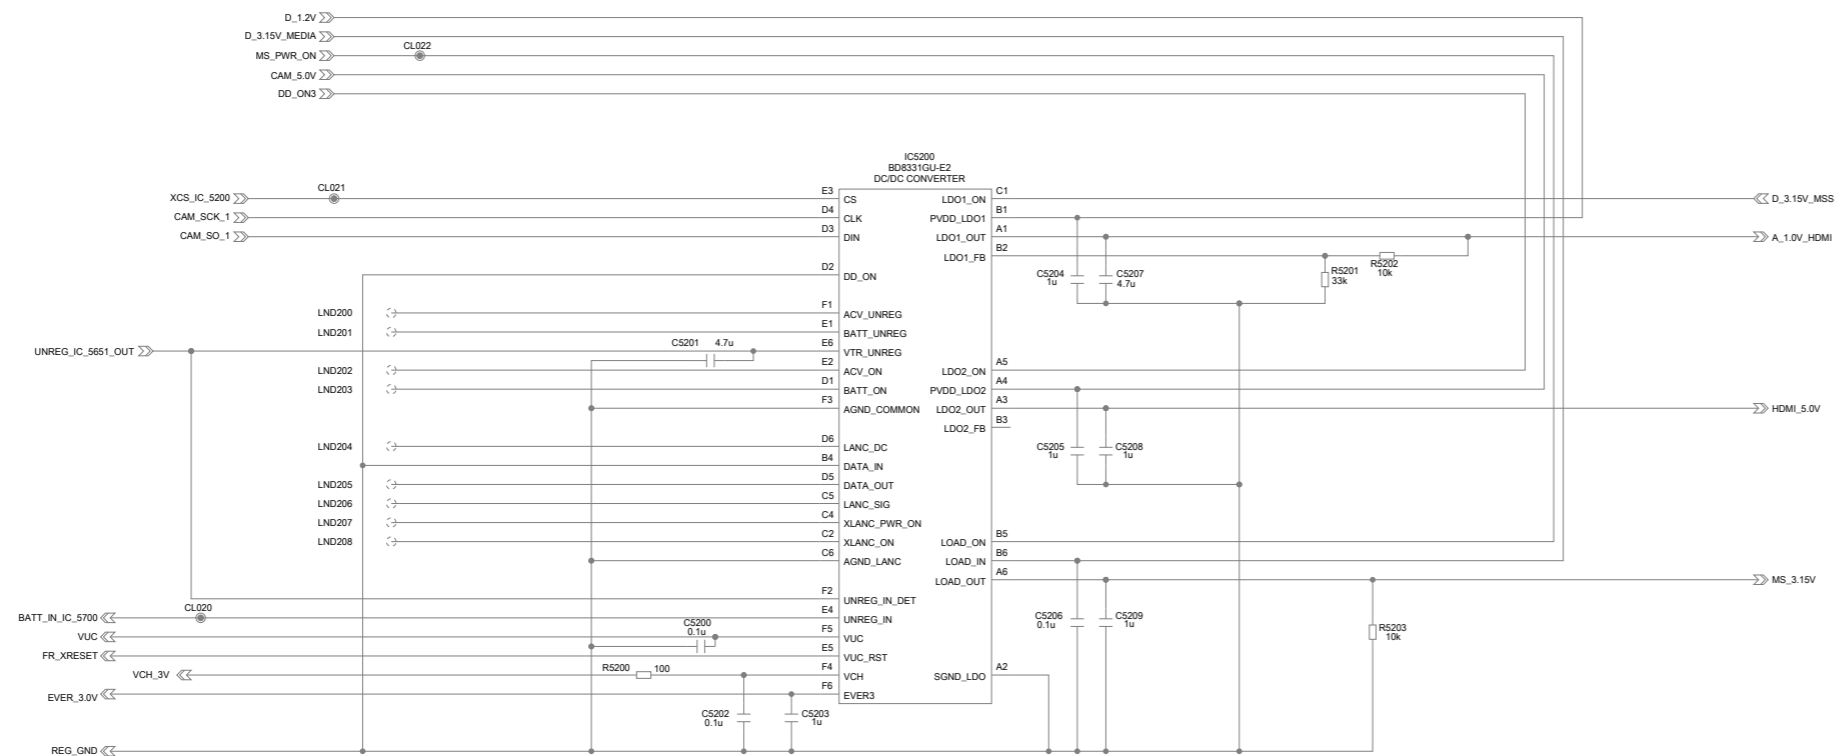 D_1.2V
D_3.15V_MEDIA
CL022
MS_PWR_ON
CAM_5.0V
DD_ON3
IC5200
BD8331GU-E2
DC/DC CONVERTER
XCS_IC_5200
CL021
E3
CS
LDO1_ON
C1
D_3.15V_MSS
CAM_SCK_1
D4
CLK
PVDD_LDO1
B1
CAM_SO_1
D3
DIN
LDO1_OUT
A1
A_1.0V_HDMI
LDO1_FB
B2
R5202
10k
D2
DD_ON
C5204
1u
C5207
4.7u
R5201
33k
LND200
F1
ACV_UNREG
LND201
E1
BATT_UNREG
UNREG_IC_5651_OUT
C5201
4.7u
E6
VTR_UNREG
LND202
E2
ACV_ON
LDO2_ON
A5
LND203
D1
BATT_ON
PVDD_LDO2
A4
F3
AGND_COMMON
LDO2_OUT
A3
HDMI_5.0V
LDO2_FB
B3
LND204
D6
LANC_DC
C5205
1u
C5208
1u
B4
DATA_IN
LND205
D5
DATA_OUT
LND206
C5
LANC_SIG
LND207
C4
XLANC_PWR_ON
LND208
C2
XLANC_ON
LOAD_ON
B5
C6
AGND_LANC
LOAD_IN
B6
LOAD_OUT
A6
MS_3.15V
F2
UNREG_IN_DET
BATT_IN_IC_5700
CL020
E4
UNREG_IN
C5206
0.1u
C5209
1u
R5203
10k
VUC
C5200
0.1u
F5
VUC
FR_XRESET
E5
VUC_RST
VCH_3V
R5200
100
F4
VCH
SGND_LDO
A2
EVER_3.0V
F6
EVER3
C5202
0.1u
C5203
1u
REG_GND